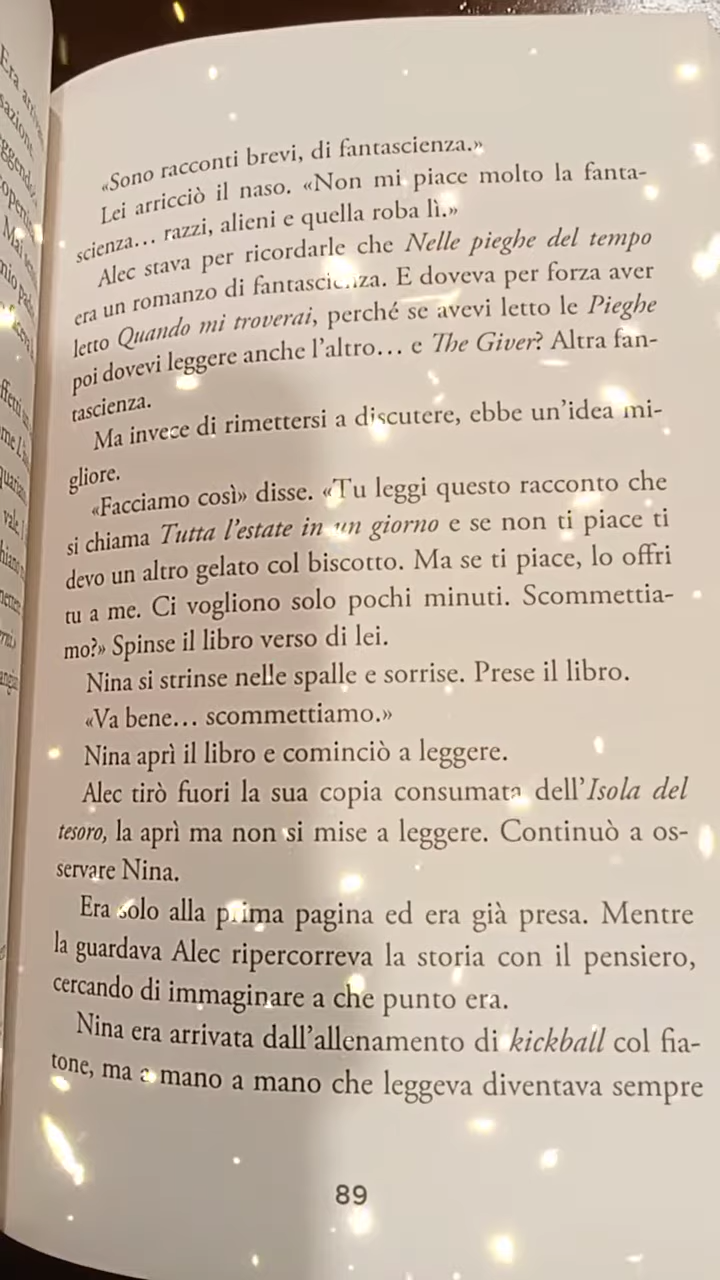 «Sono racconti brevi, di fantascienza.»
Lei arricciò il naso. «Non mi piace molto la fanta-
scienza... razzi, alieni e quella roba lì.»
Alec stava per ricordarle che Nelle pieghe del tempo
era un romanzo di fantascienza. E doveva per forza aver
letto Quando mi troverai, perché se avevi letto le Pieghe
poi dovevi leggere anche l'altro... e The Giver? Altra fan-
tascienza.
Ma invece di rimettersi a discutere, ebbe un'idea mi-
gliore.
«Facciamo così» disse. «Tu leggi questo racconto che
si chiama Tutta l'estate in un giorno e se non ti piace ti
devo un altro gelato col biscotto. Ma se ti piace, lo offri
tu a me. Ci vogliono solo pochi minuti. Scommettia-
mo?» Spinse il libro verso di lei.
Nina si strinse nelle spalle e sorrise. Prese il libro.
«Va bene... scommettiamo.»
Nina aprì il libro e cominciò a leggere.
Alec tirò fuori la sua copia consumata dell'Isola del
tesoro, la aprì ma non si mise a leggere. Continuò a os-
servare Nina.
Era solo alla prima pagina ed era già presa. Mentre
la guardava Alec ripercorreva la storia con il pensiero,
cercando di immaginare a che punto era.
Nina era arrivata dall'allenamento di kickball col fia-
tone, ma a mano a mano che leggeva diventava sempre
89